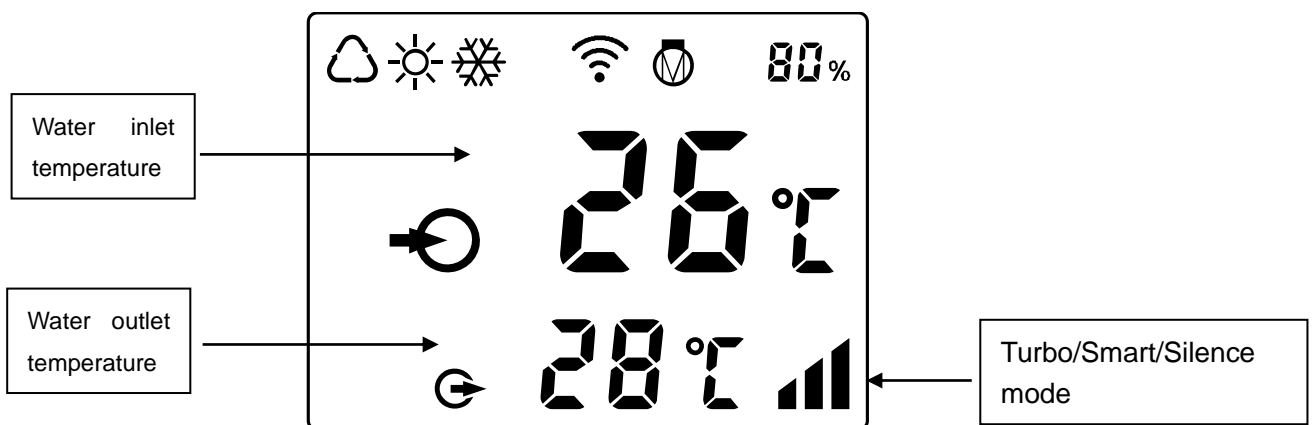 80%
Water inlet
temperature
26°C
Water outlet
temperature
28°C
Turbo/Smart/Silence
mode